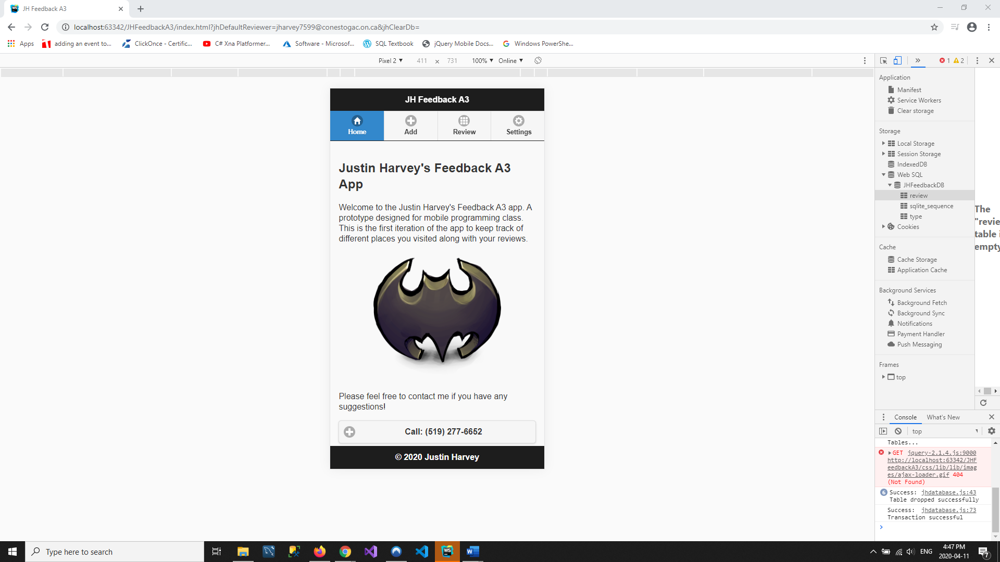 JH Feedback A3
localhost:63342/JHFeedbackA3/index.html?jhDefaultReviewer=jharvey7599@conestogac.on.ca&jhClearDb=
Apps adding an event to... ClickOnce - Certific... C# Xna Platformer... Software - Microsof... SQL Textbook jQuery Mobile Docs... Windows PowerShe...
Pixel 2 ▼ 411 × 731 100% ▼ Online ▼
1 2
JH Feedback A3
Home Add Review Settings
Justin Harvey's Feedback A3
App
Welcome to the Justin Harvey's Feedback A3 app. A
prototype designed for mobile programming class.
This is the first iteration of the app to keep track of
different places you visited along with your reviews.
Please feel free to contact me if you have any
suggestions!
Call: (519) 277-6652
© 2020 Justin Harvey
Application
Manifest
Service Workers
Clear storage
Storage
Local Storage
Session Storage
IndexedDB
Web SQL
JHFeedbackDB
review
sqlite_sequence
type
Cookies
Cache
Cache Storage
Application Cache
Background Services
Background Fetch
Background Sync
Notifications
Payment Handler
Push Messaging
Frames
top
The
"revie
table i
empty
Console What's New
top
Tables...
GET jquery-2.1.4.js:9000
http://localhost:63342/JHF
eedbackA3/css/lib/lib/imag
es/ajax-loader.gif 404
(Not Found)
6 Success: jhdatabase.js:43
Table dropped successfully
Success: jhdatabase.js:73
Transaction successful
Type here to search
WS
ENG
4:47 PM
2020-04-11
7